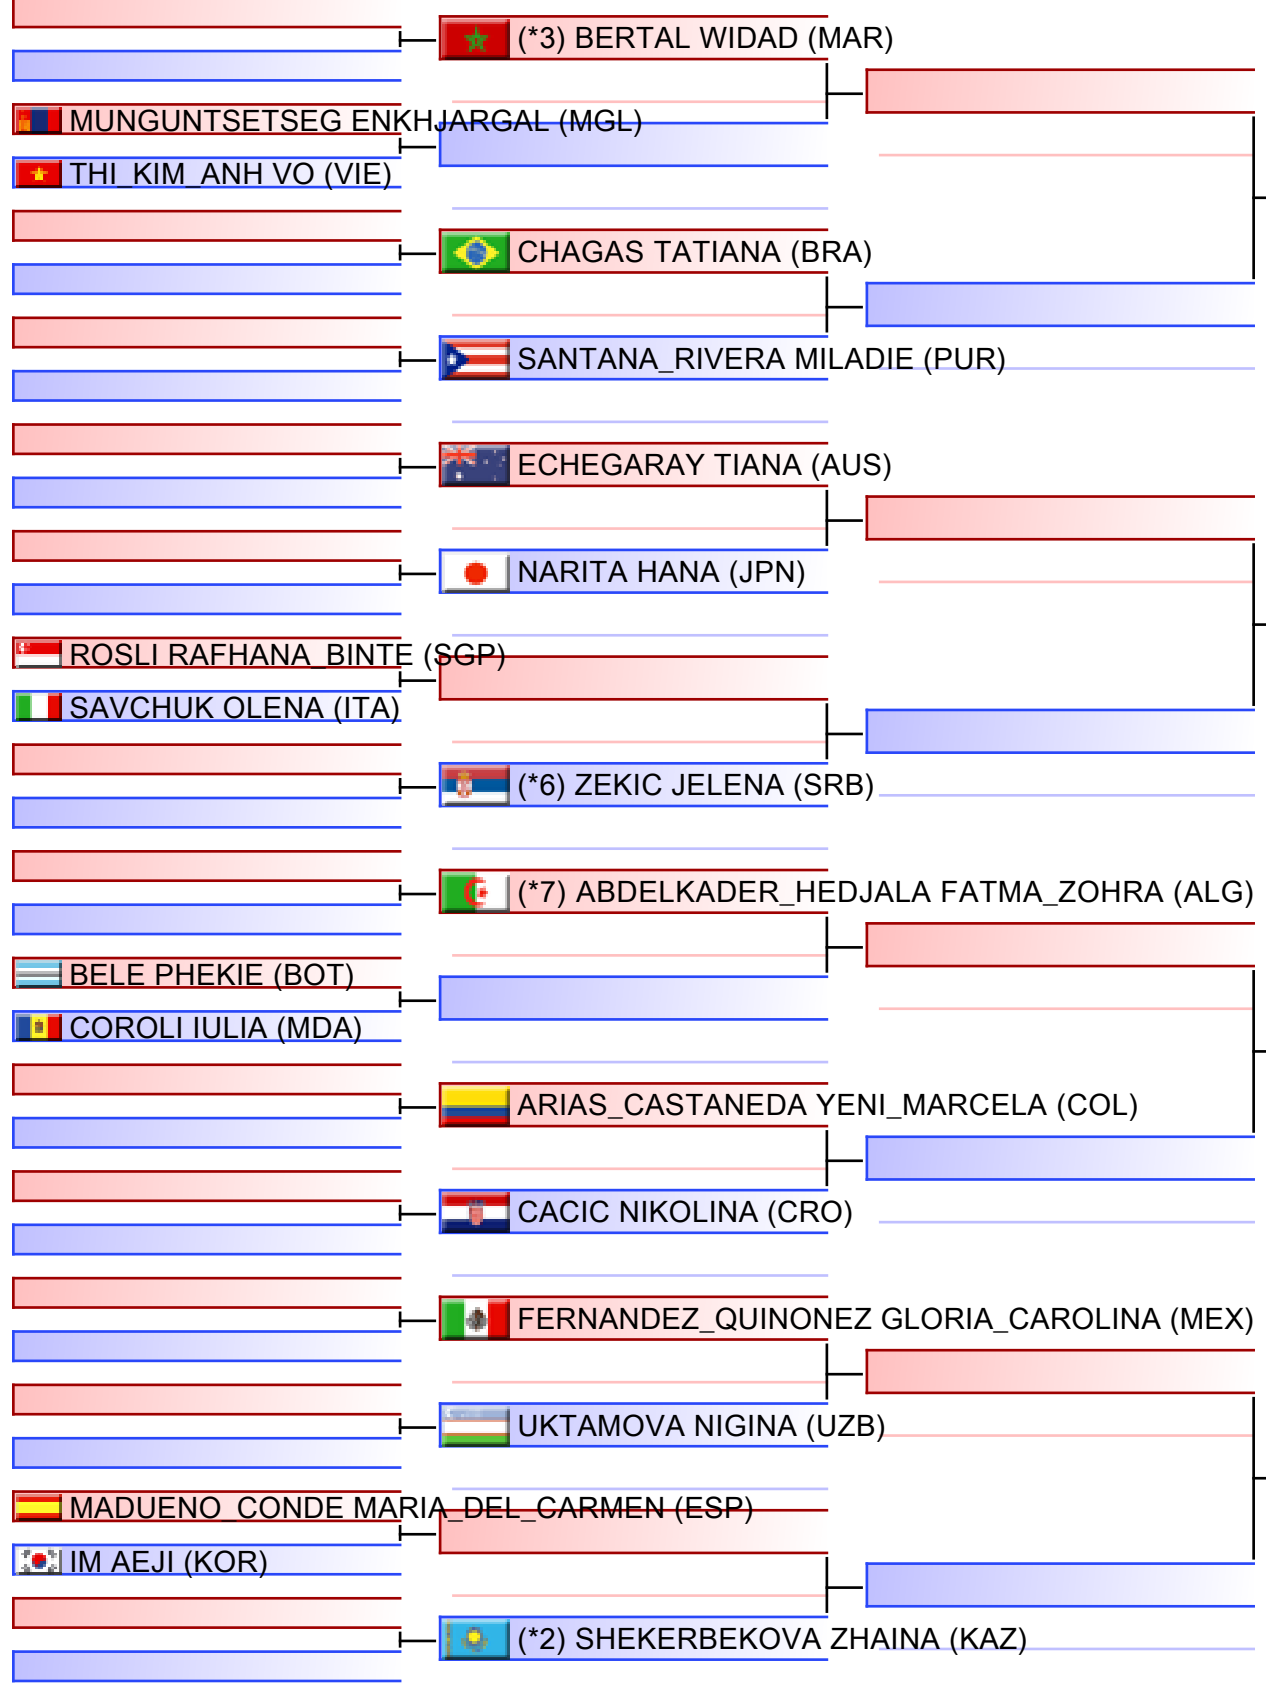 (*3) BERTAL WIDAD (MAR)
MUNGUNTSETSEG ENKHJARGAL (MGL)
THI_KIM_ANH VO (VIE)
CHAGAS TATIANA (BRA)
SANTANA_RIVERA MILADIE (PUR)
ECHEGARAY TIANA (AUS)
NARITA HANA (JPN)
ROSLI RAFHANA_BINTE (SGP)
SAVCHUK OLENA (ITA)
(*6) ZEKIC JELENA (SRB)
(*7) ABDELKADER_HEDJALA FATMA_ZOHRA (ALG)
BELE PHEKIE (BOT)
COROLI IULIA (MDA)
ARIAS_CASTANEDA YENI_MARCELA (COL)
CACIC NIKOLINA (CRO)
FERNANDEZ_QUINONEZ GLORIA_CAROLINA (MEX)
UKTAMOVA NIGINA (UZB)
MADUENO_CONDE MARIA_DEL_CARMEN (ESP)
IM AEJI (KOR)
(*2) SHEKERBEKOVA ZHAINA (KAZ)